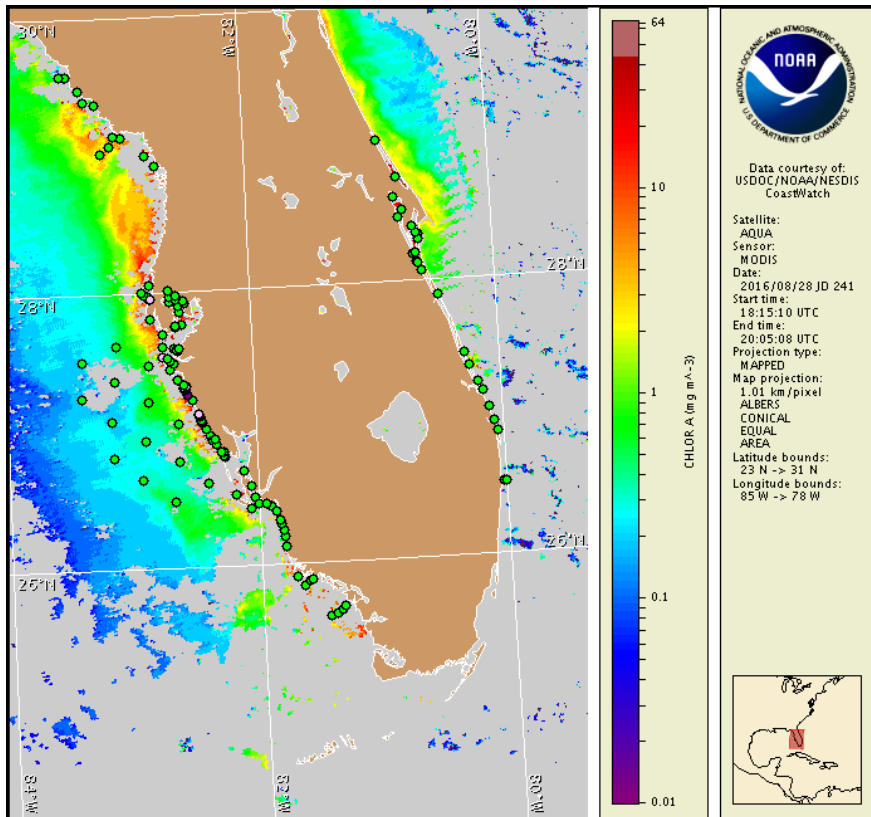 30°N
82°W
80°W
28°N
28°N
26°N
26°N
84°W
82°W
80°W
64
10
1
0.1
0.01
CHLOR A (mg m^-3)
NATIONAL OCEANIC AND ATMOSPHERIC ADMINISTRATION
NOAA
U.S. DEPARTMENT OF COMMERCE
Data courtesy of:
USDOC/NOAA/NESDIS
CoastWatch
Satellite:
AQUA
Sensor:
MODIS
Date:
2016/08/28 JD 241
Start time:
18:15:10 UTC
End time:
20:05:08 UTC
Projection type:
MAPPED
Map projection:
1.01 km/pixel
ALBERS
CONICAL
EQUAL
AREA
Latitude bounds:
23 N -> 31 N
Longitude bounds:
85 W -> 78 W